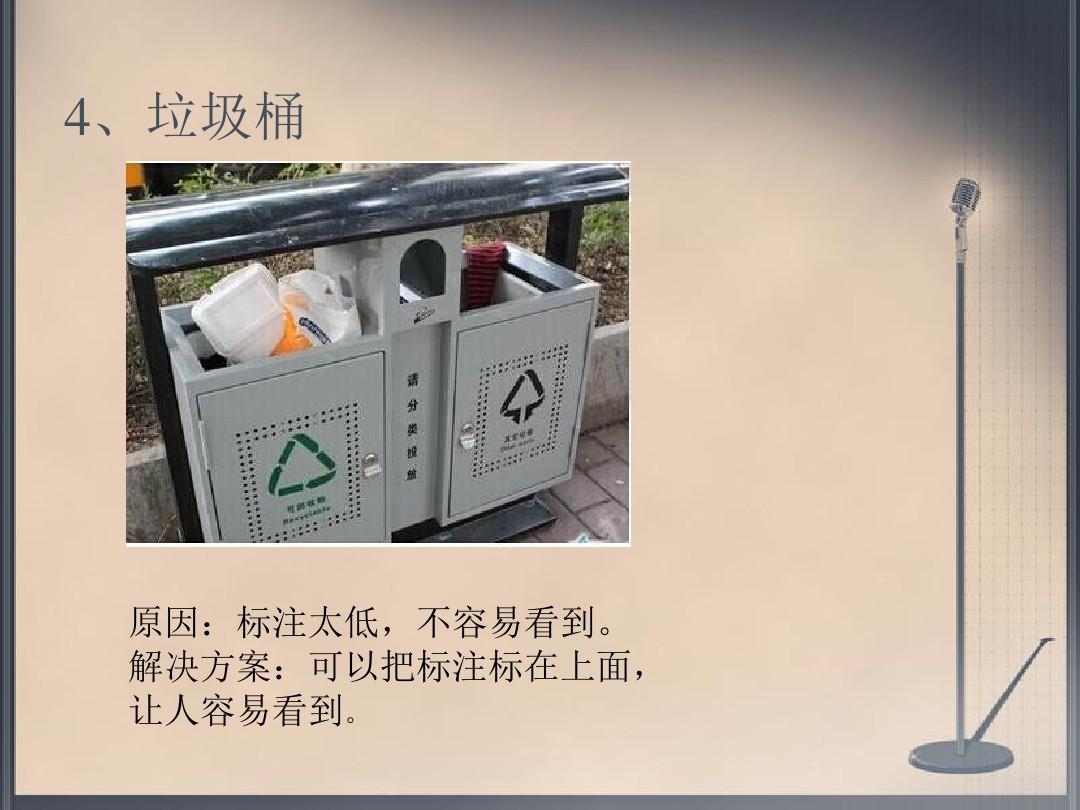 4、垃圾桶
请分类投放
可回收物
Recyclable
其它垃圾
原因：标注太低，不容易看到。
解决方案：可以把标注标在上面，
让人容易看到。